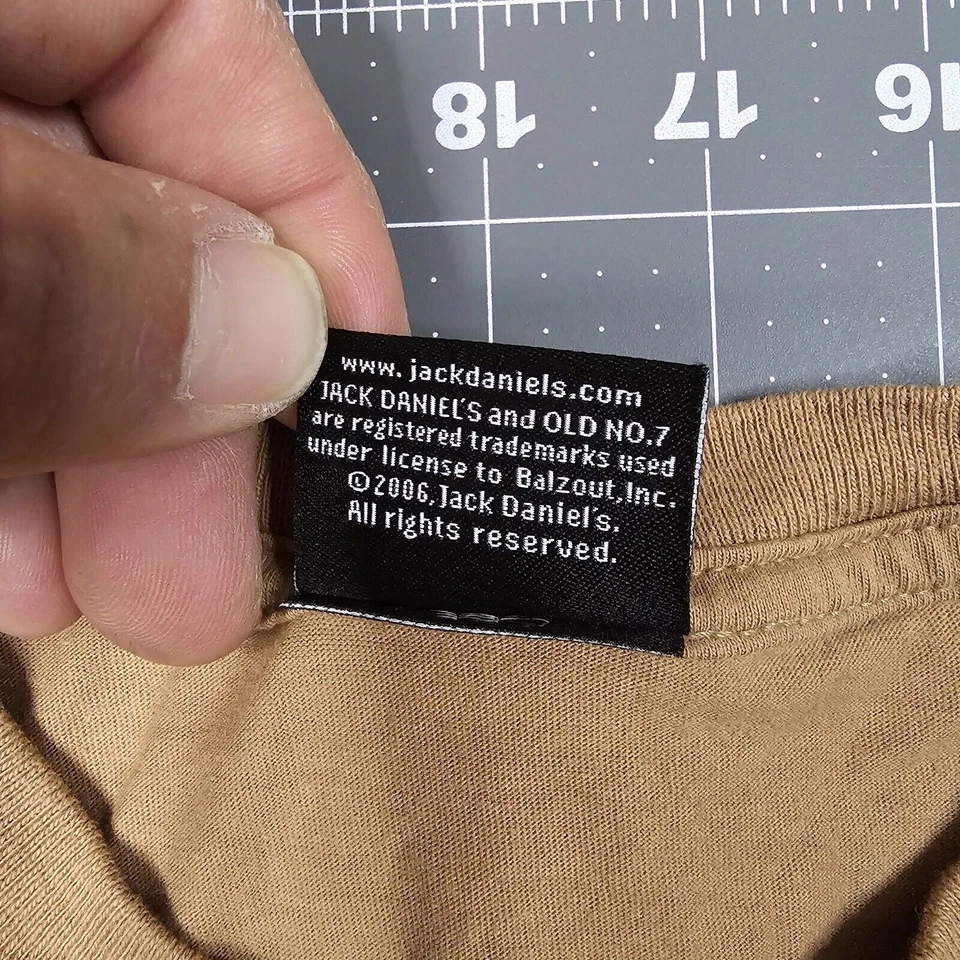 18 17 16
www.jackdaniels.com
JACK DANIEL'S and OLD NO.7
are registered trademarks used
under license to Balzout,Inc.
©2006,Jack Daniel's.
All rights reserved.